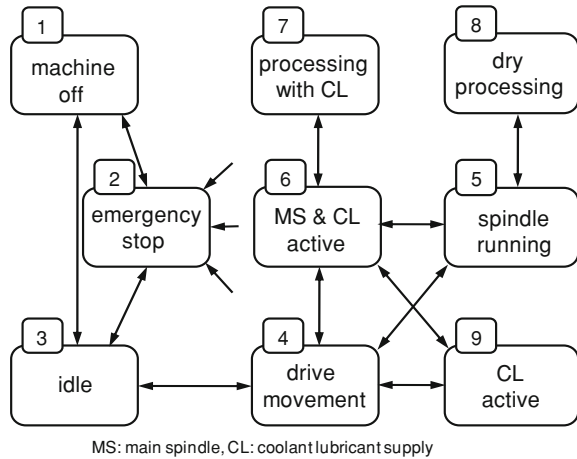 1
machine
off
7
processing
with CL
8
dry
processing
2
emergency
stop
6
MS & CL
active
5
spindle
running
3
idle
4
drive
movement
9
CL
active
MS: main spindle, CL: coolant lubricant supply